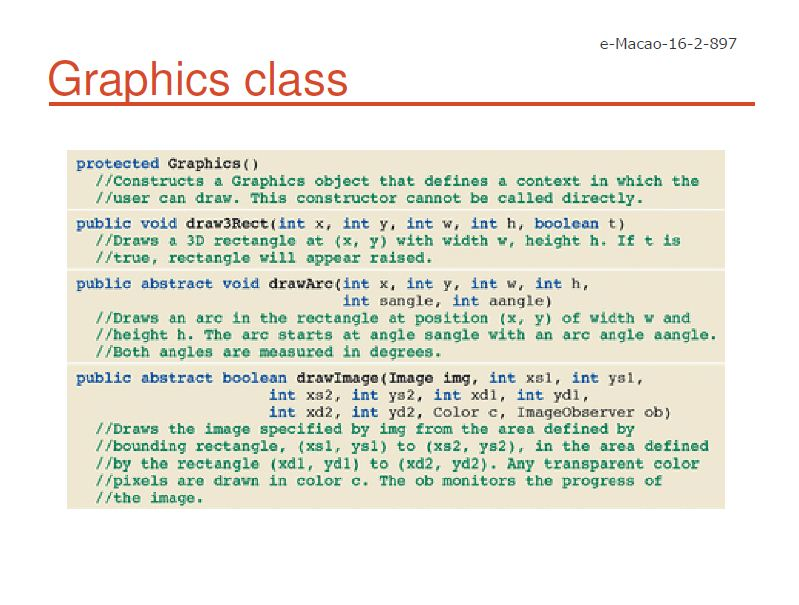 e-Macao-16-2-897
Graphics class
protected Graphics()
//Constructs a Graphics object that defines a context in which the
//user can draw. This constructor cannot be called directly.
public void draw3Rect(int x, int y, int w, int h, boolean t)
//Draws a 3D rectangle at (x, y) with width w, height h. If t is
//true, rectangle will appear raised.
public abstract void drawArc(int x, int y, int w, int h,
int sangle, int aangle)
//Draws an arc in the rectangle at position (x, y) of width w and
//height h. The arc starts at angle sangle with an arc angle aangle.
//Both angles are measured in degrees.
public abstract boolean drawImage(Image img, int xs1, int ys1,
int xs2, int ys2, int xd1, int yd1,
int xd2, int yd2, Color c, ImageObserver ob)
//Draws the image specified by img from the area defined by
//bounding rectangle, (xs1, ys1) to (xs2, ys2), in the area defined
//by the rectangle (xd1, yd1) to (xd2, yd2). Any transparent color
//pixels are drawn in color c. The ob monitors the progress of
//the image.